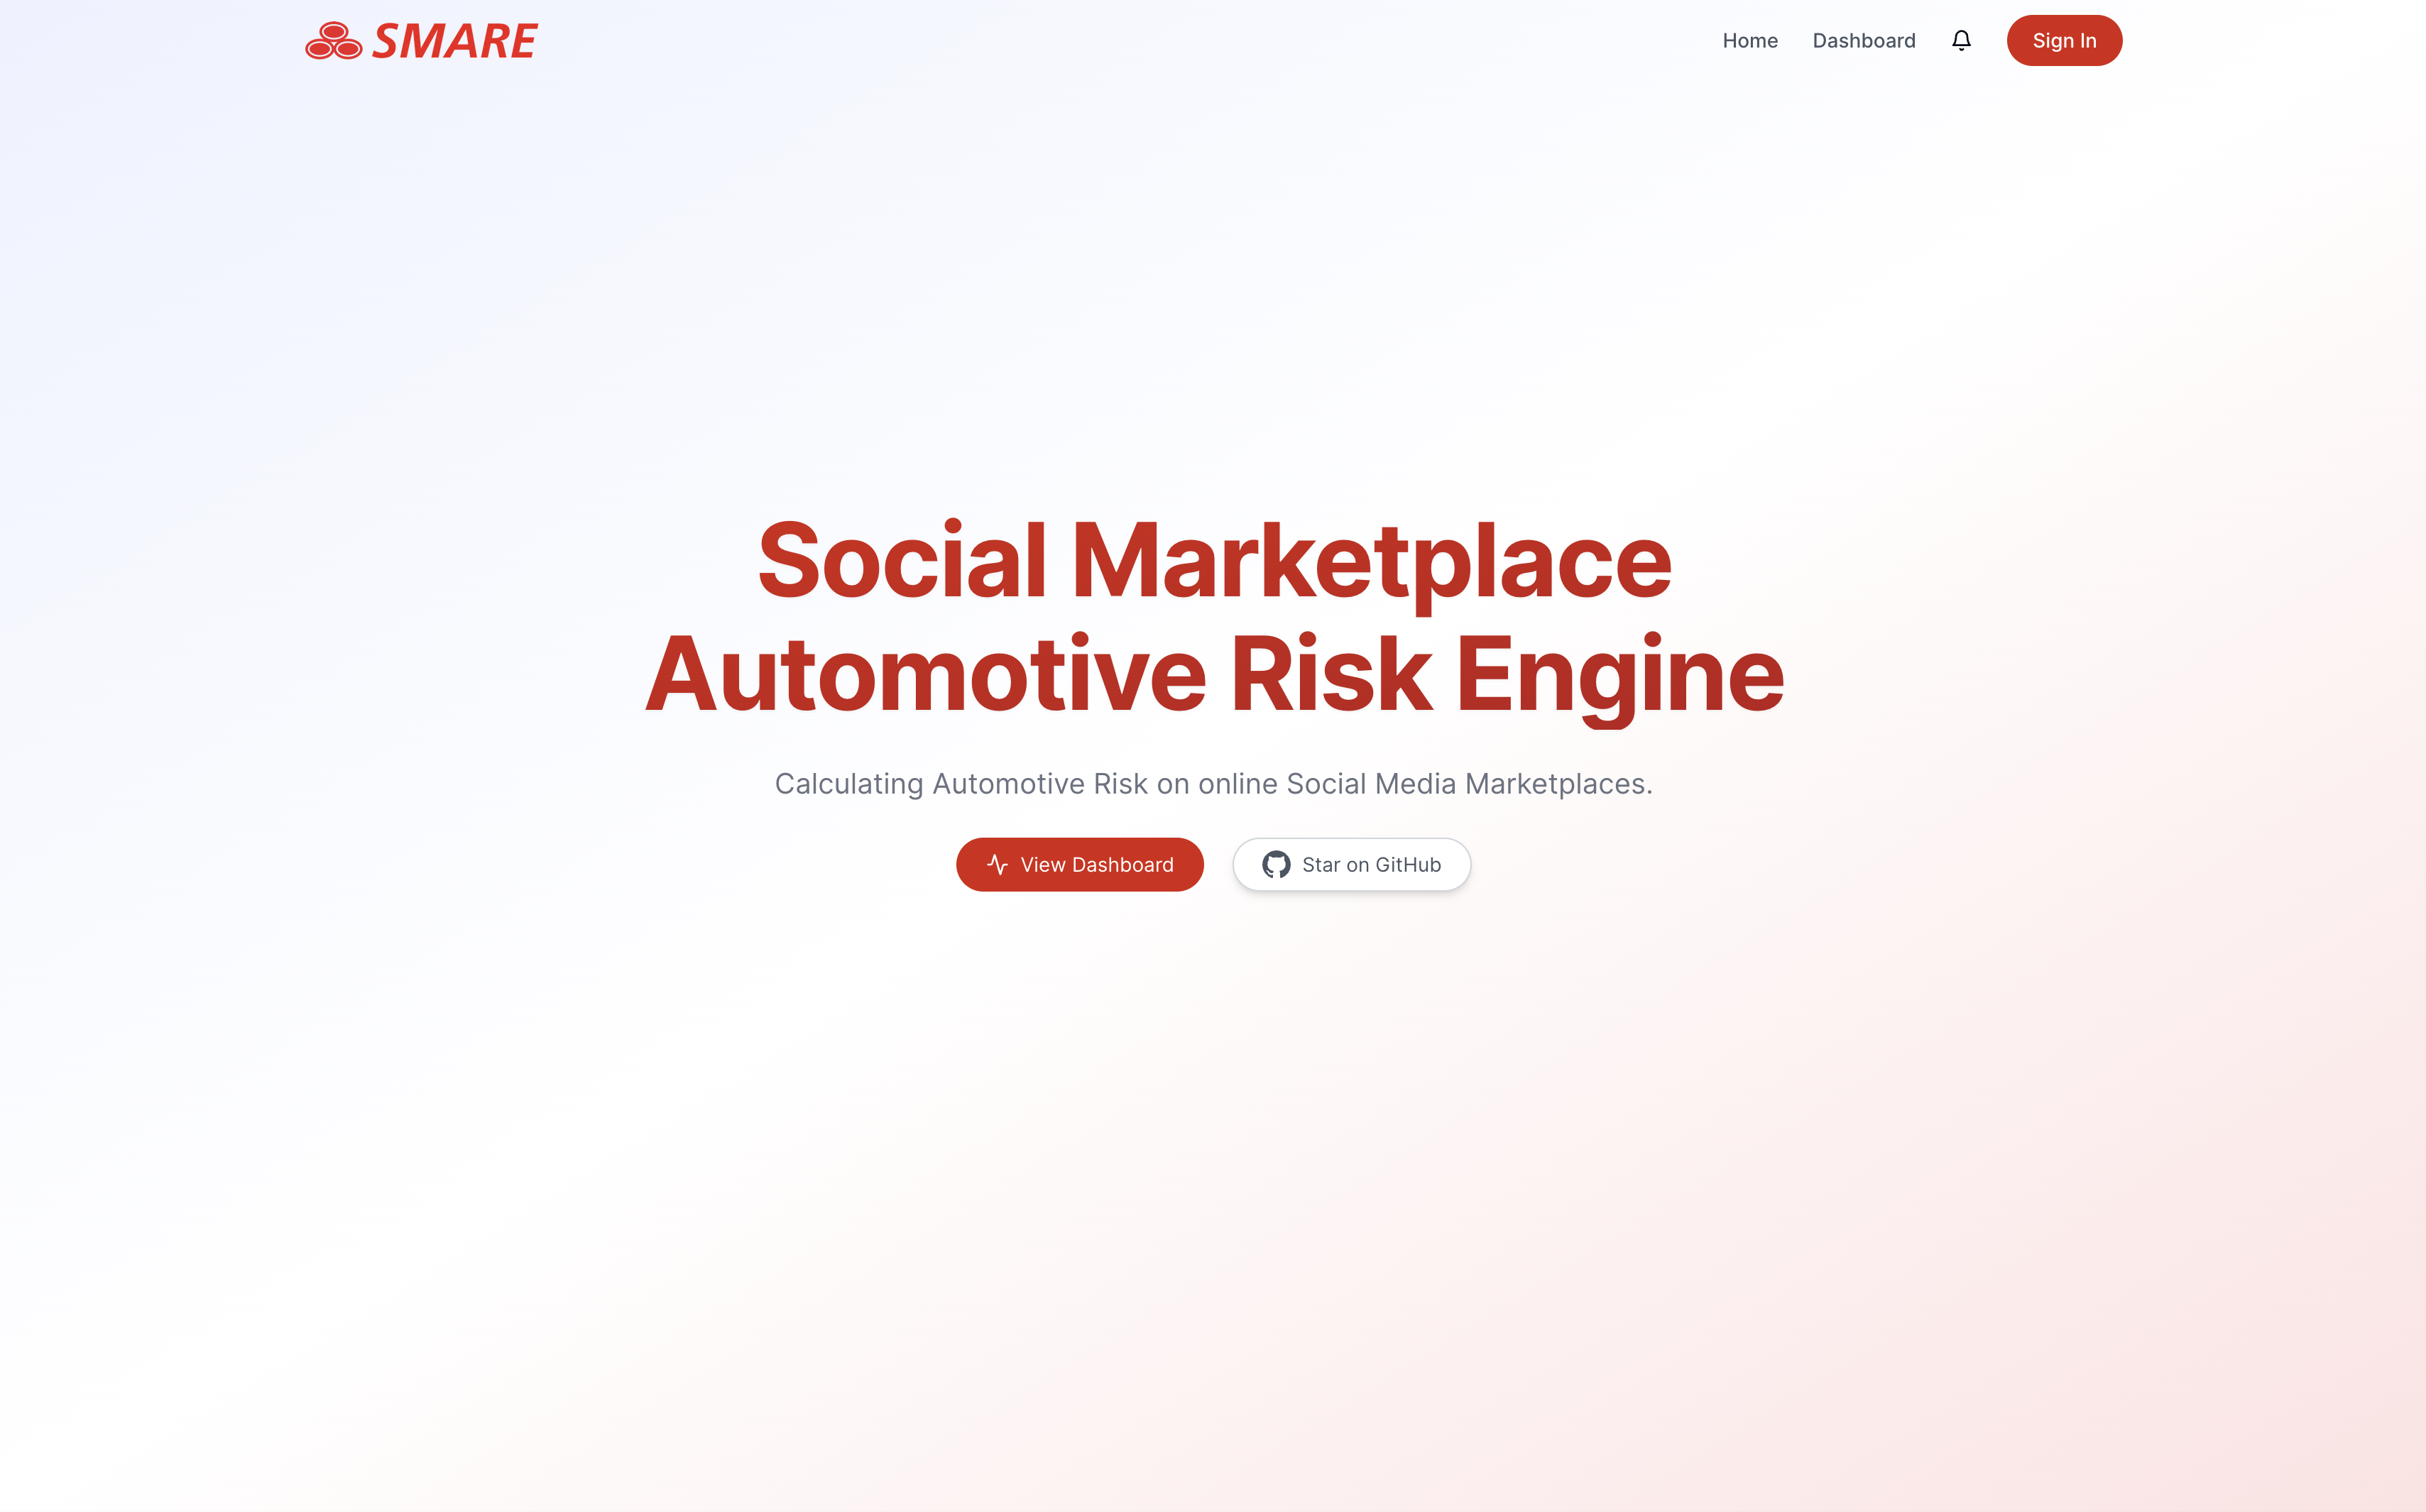 SMARE
Home
Dashboard
Sign In
Social Marketplace
Automotive Risk Engine
Calculating Automotive Risk on online Social Media Marketplaces.
View Dashboard
Star on GitHub